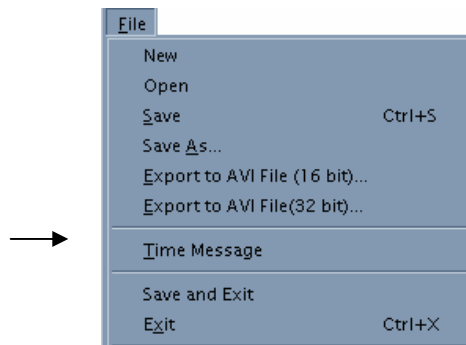 File
New
Open
Save Ctrl+S
Save As...
Export to AVI File (16 bit)...
Export to AVI File(32 bit)...
Time Message
Save and Exit
Exit Ctrl+X